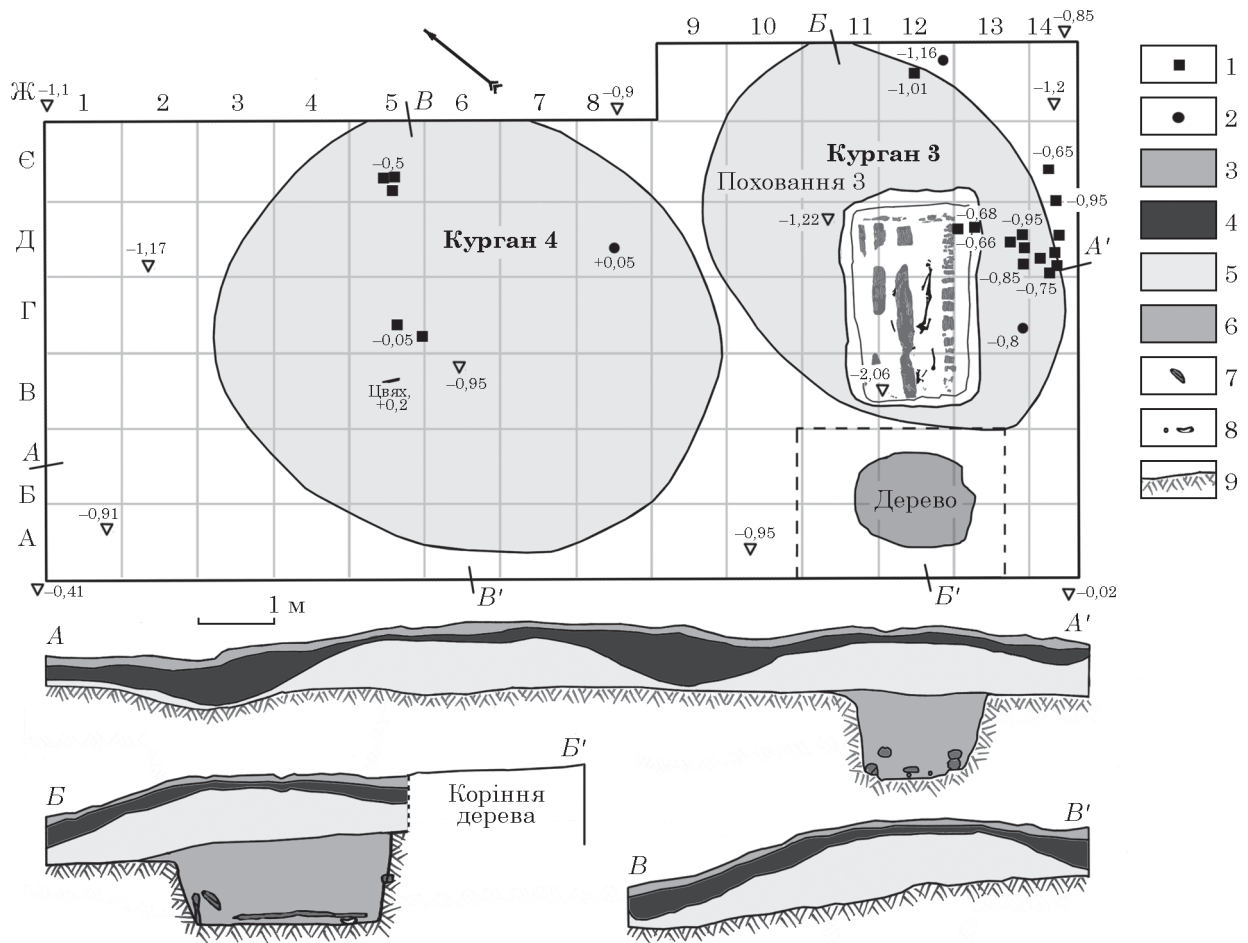 9 10 Б 11 12 13 14 −0,85
−1,16
−1,01
Ж −1,1 1 2 3 4 5 В 6 7 8 −0,9
−1,2
Є
−0,5
Курган 3
−0,65
Поховання 3
−0,95
−1,22
−0,68
−0,95
Д
−1,17
Курган 4
+0,05
−0,66
А′
−0,85
−0,75
Г
−0,05
−0,8
В
Цвях,
+0,2
−0,95
−2,06
А
Б
−0,91
А
−0,95
Дерево
−0,41
В′
Б′
−0,02
1 м
А
А′
Б
Б′
Коріння
дерева
В
В′
1
2
3
4
5
6
7
8
9